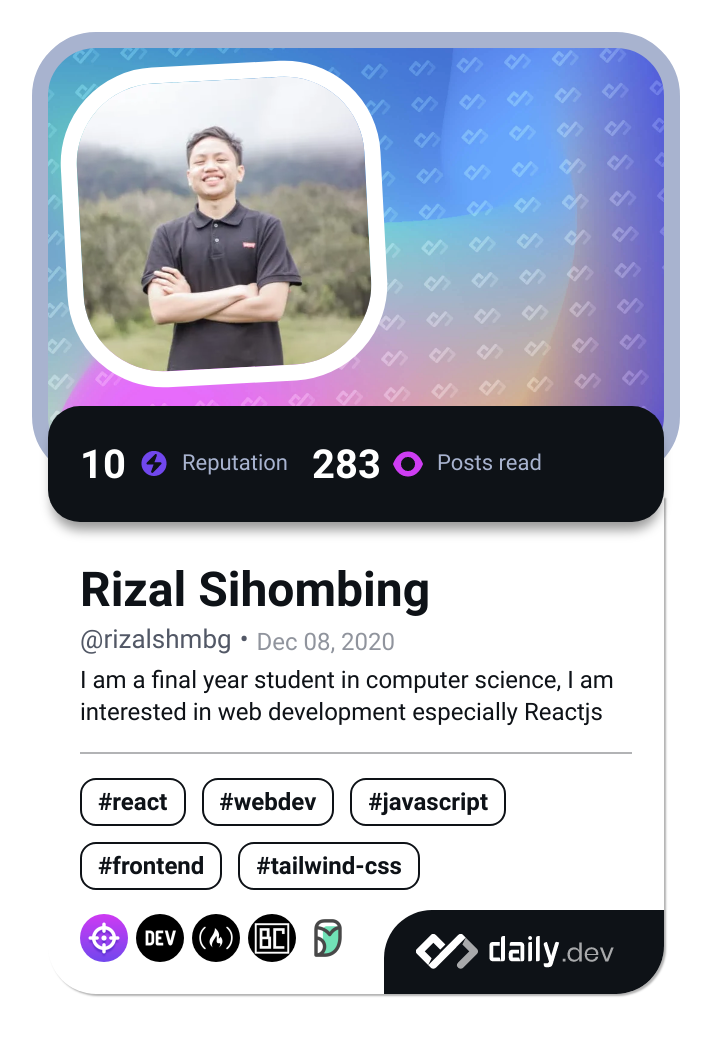 10 Reputation 283 Posts read
Rizal Sihombing
@rizalshmbg • Dec 08, 2020
I am a final year student in computer science, I am
interested in web development especially Reactjs
#react #webdev #javascript
#frontend #tailwind-css
DEV BC
daily.dev